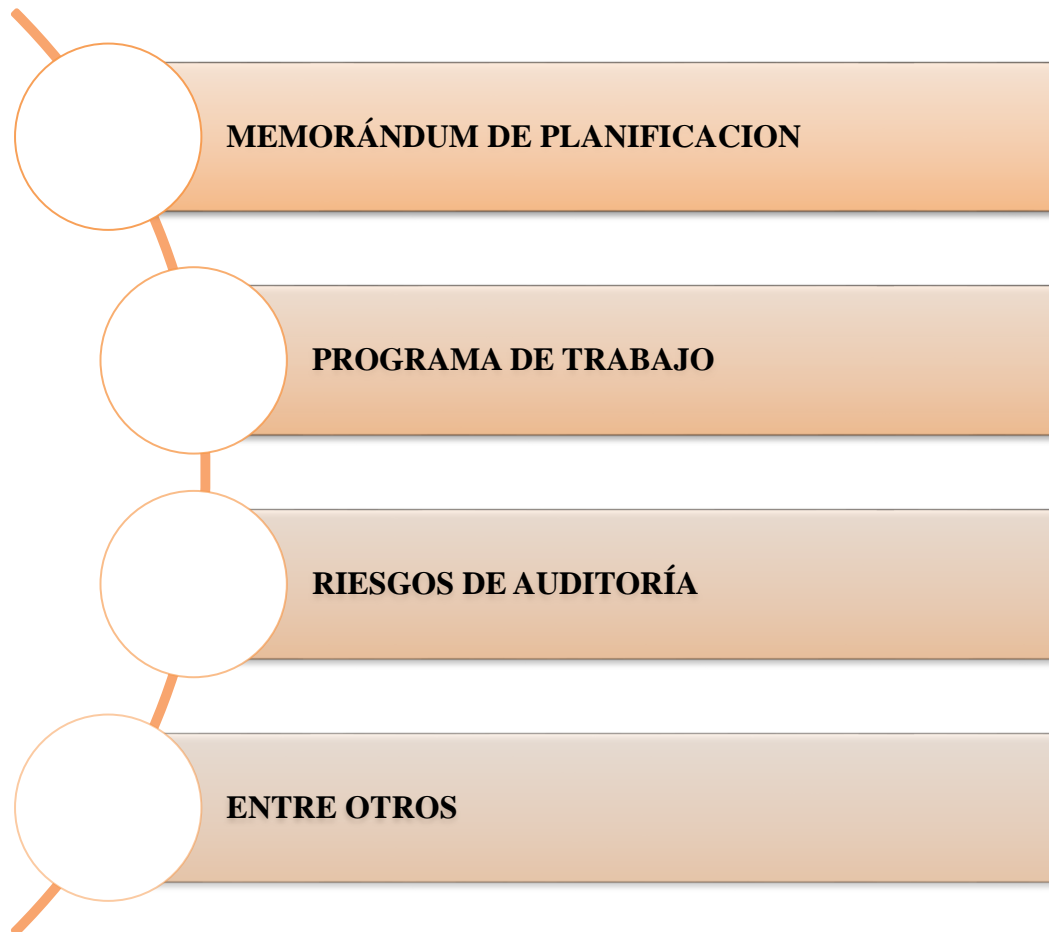 MEMORÁNDUM DE PLANIFICACION
PROGRAMA DE TRABAJO
RIESGOS DE AUDITORÍA
ENTRE OTROS